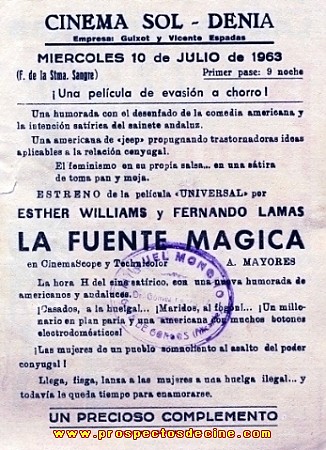 CINEMA SOL - DENIA
Empresa: Guixot y Vicente Espadas
MIERCOLES 10 de JULIO de 1963
(F. de la Stma. Sangre) Primer pase: 9 noche
¡Una película de evasión a chorro!
Una humorada con el desenfado de la comedia americana y
la intención satírica del sainete andaluz.
Una americana de «jeep» propugnando trastornadoras ideas
aplicables a la relación conyugal.
El feminismo en su propia salsa... en una sátira
de toma pan y moja.
ESTRENO de la película «UNIVERSAL» por
ESTHER WILLIAMS y FERNANDO LAMAS
LA FUENTE MAGICA
en CinemaScope y Technicolor A. MAYORES
La hora H del cine satírico, con una nueva humorada de
americanos y andaluces.
¡Casados, a la huelga...! ¡Maridos, al fogón!... ¡Un millo-
nario en plan paria y una americana con muchos botones
electrodomésticos!
¡Las mujeres de un pueblo somnoliento al asalto del poder
conyugal!
Llega, finge, lanza a las mujeres a una huelga ilegal... y
todavía le queda tiempo para enamorarse.
UN PRECIOSO COMPLEMENTO
MIGUEL MONCHO
www.prospectosdecine.com